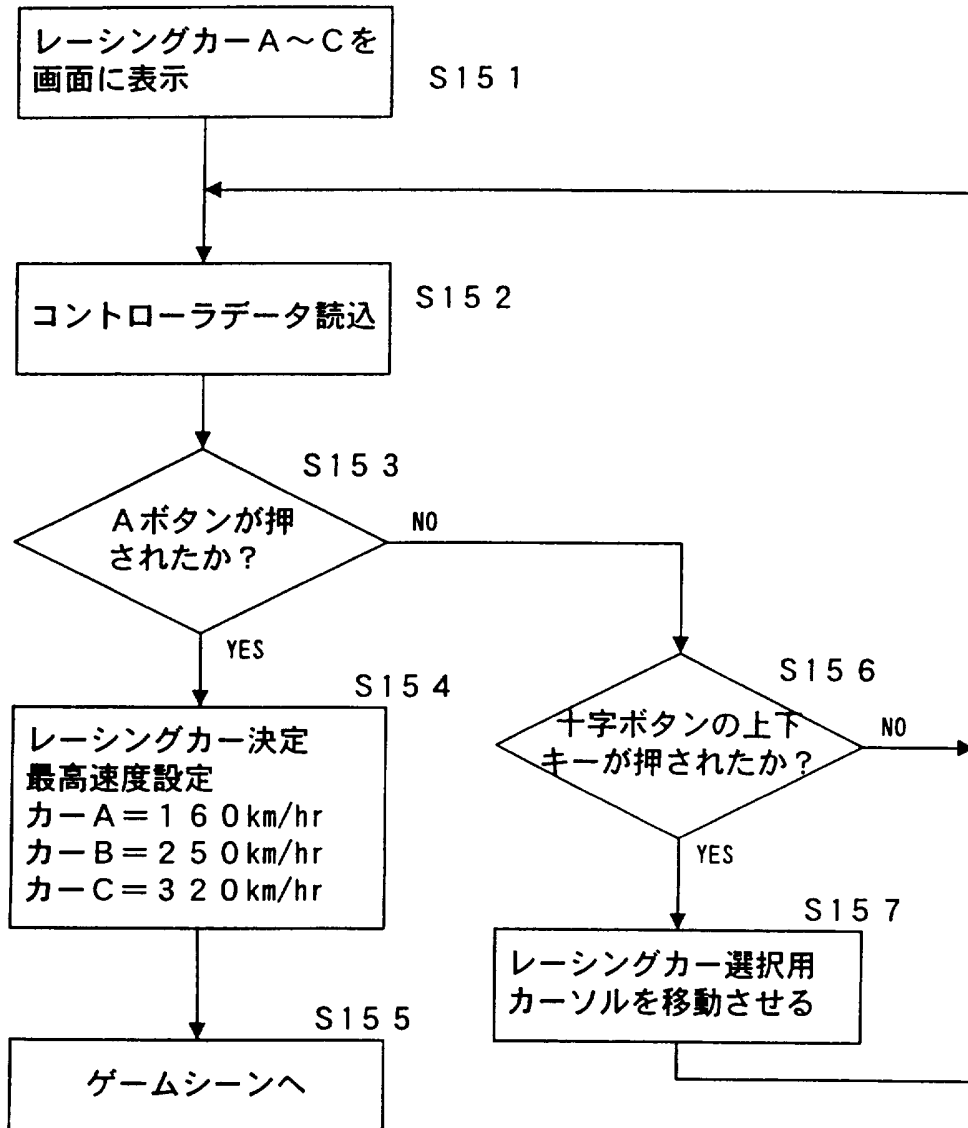 レーシングカーA～Cを
画面に表示
S151
コントローラデータ読込
S152
S153
Aボタンが押
されたか？
NO
YES
S154
レーシングカー決定
最高速度設定
カーA＝160km/hr
カーB＝250km/hr
カーC＝320km/hr
S155
ゲームシーンへ
S156
十字ボタンの上下
キーが押されたか？
NO
YES
S157
レーシングカー選択用
カーソルを移動させる